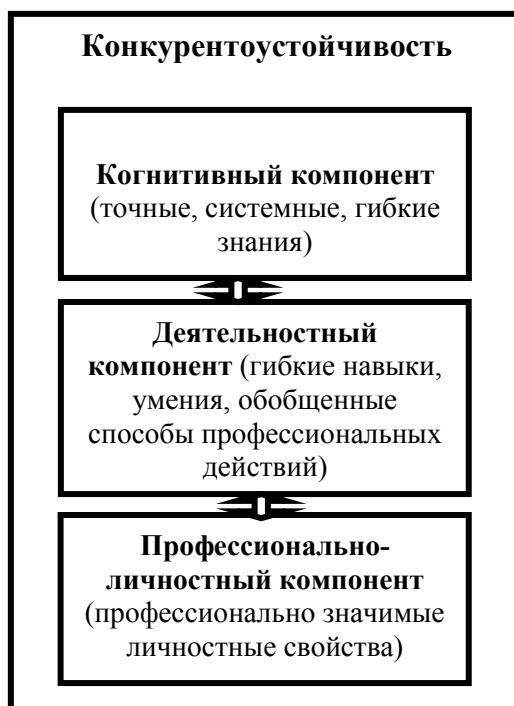 Конкурентоустойчивость
Когнитивный компонент
(точные, системные, гибкие
знания)
Деятельностный
компонент (гибкие навыки,
умения, обобщенные
способы профессиональных
действий)
Профессионально-
личностный компонент
(профессионально значимые
личностные свойства)